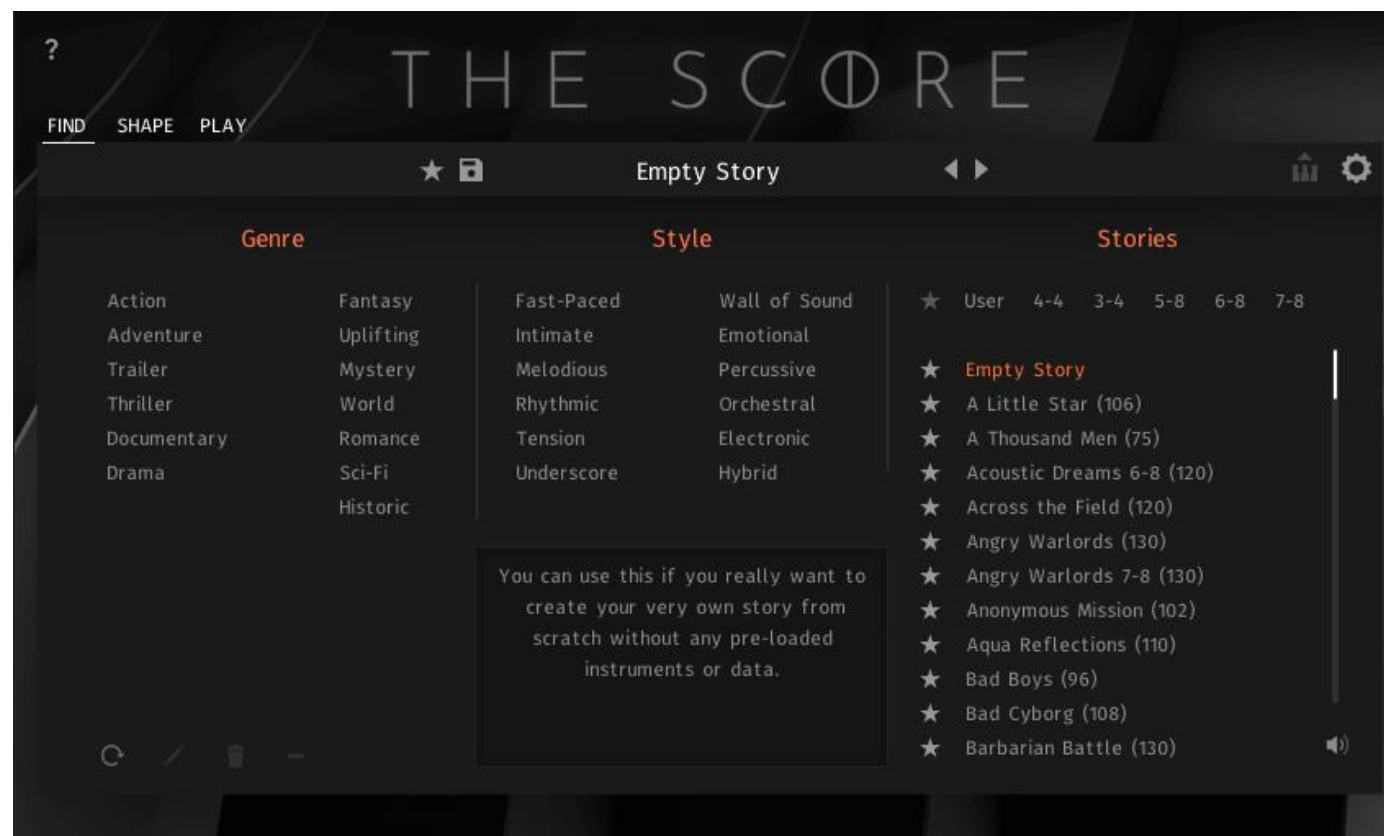 ?
THE SCORE
FIND SHAPE PLAY
Empty Story
Genre
Action
Adventure
Trailer
Thriller
Documentary
Drama
Fantasy
Uplifting
Mystery
World
Romance
Sci-Fi
Historic
Style
Fast-Paced
Intimate
Melodious
Rhythmic
Tension
Underscore
Wall of Sound
Emotional
Percussive
Orchestral
Electronic
Hybrid
You can use this if you really want to
create your very own story from
scratch without any pre-loaded
instruments or data.
Stories
User 4-4 3-4 5-8 6-8 7-8
Empty Story
A Little Star (106)
A Thousand Men (75)
Acoustic Dreams 6-8 (120)
Across the Field (120)
Angry Warlords (130)
Angry Warlords 7-8 (130)
Anonymous Mission (102)
Aqua Reflections (110)
Bad Boys (96)
Bad Cyborg (108)
Barbarian Battle (130)